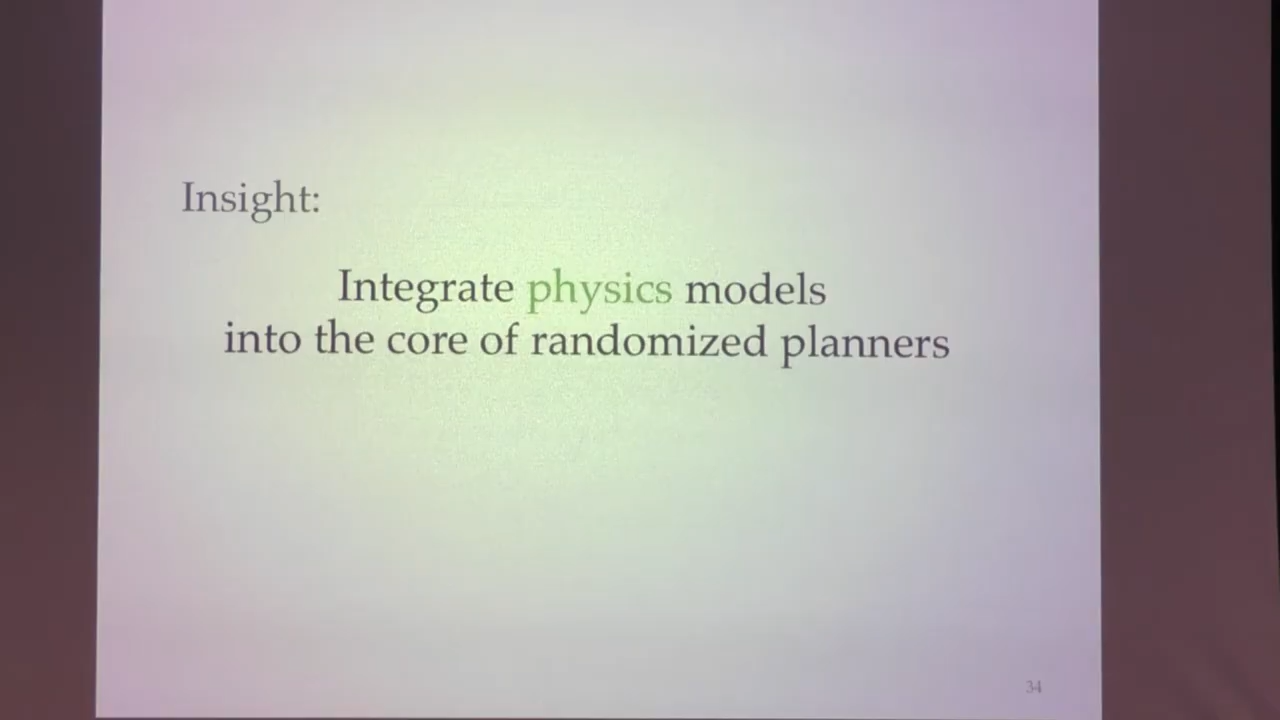 Insight:
Integrate physics models
into the core of randomized planners
34